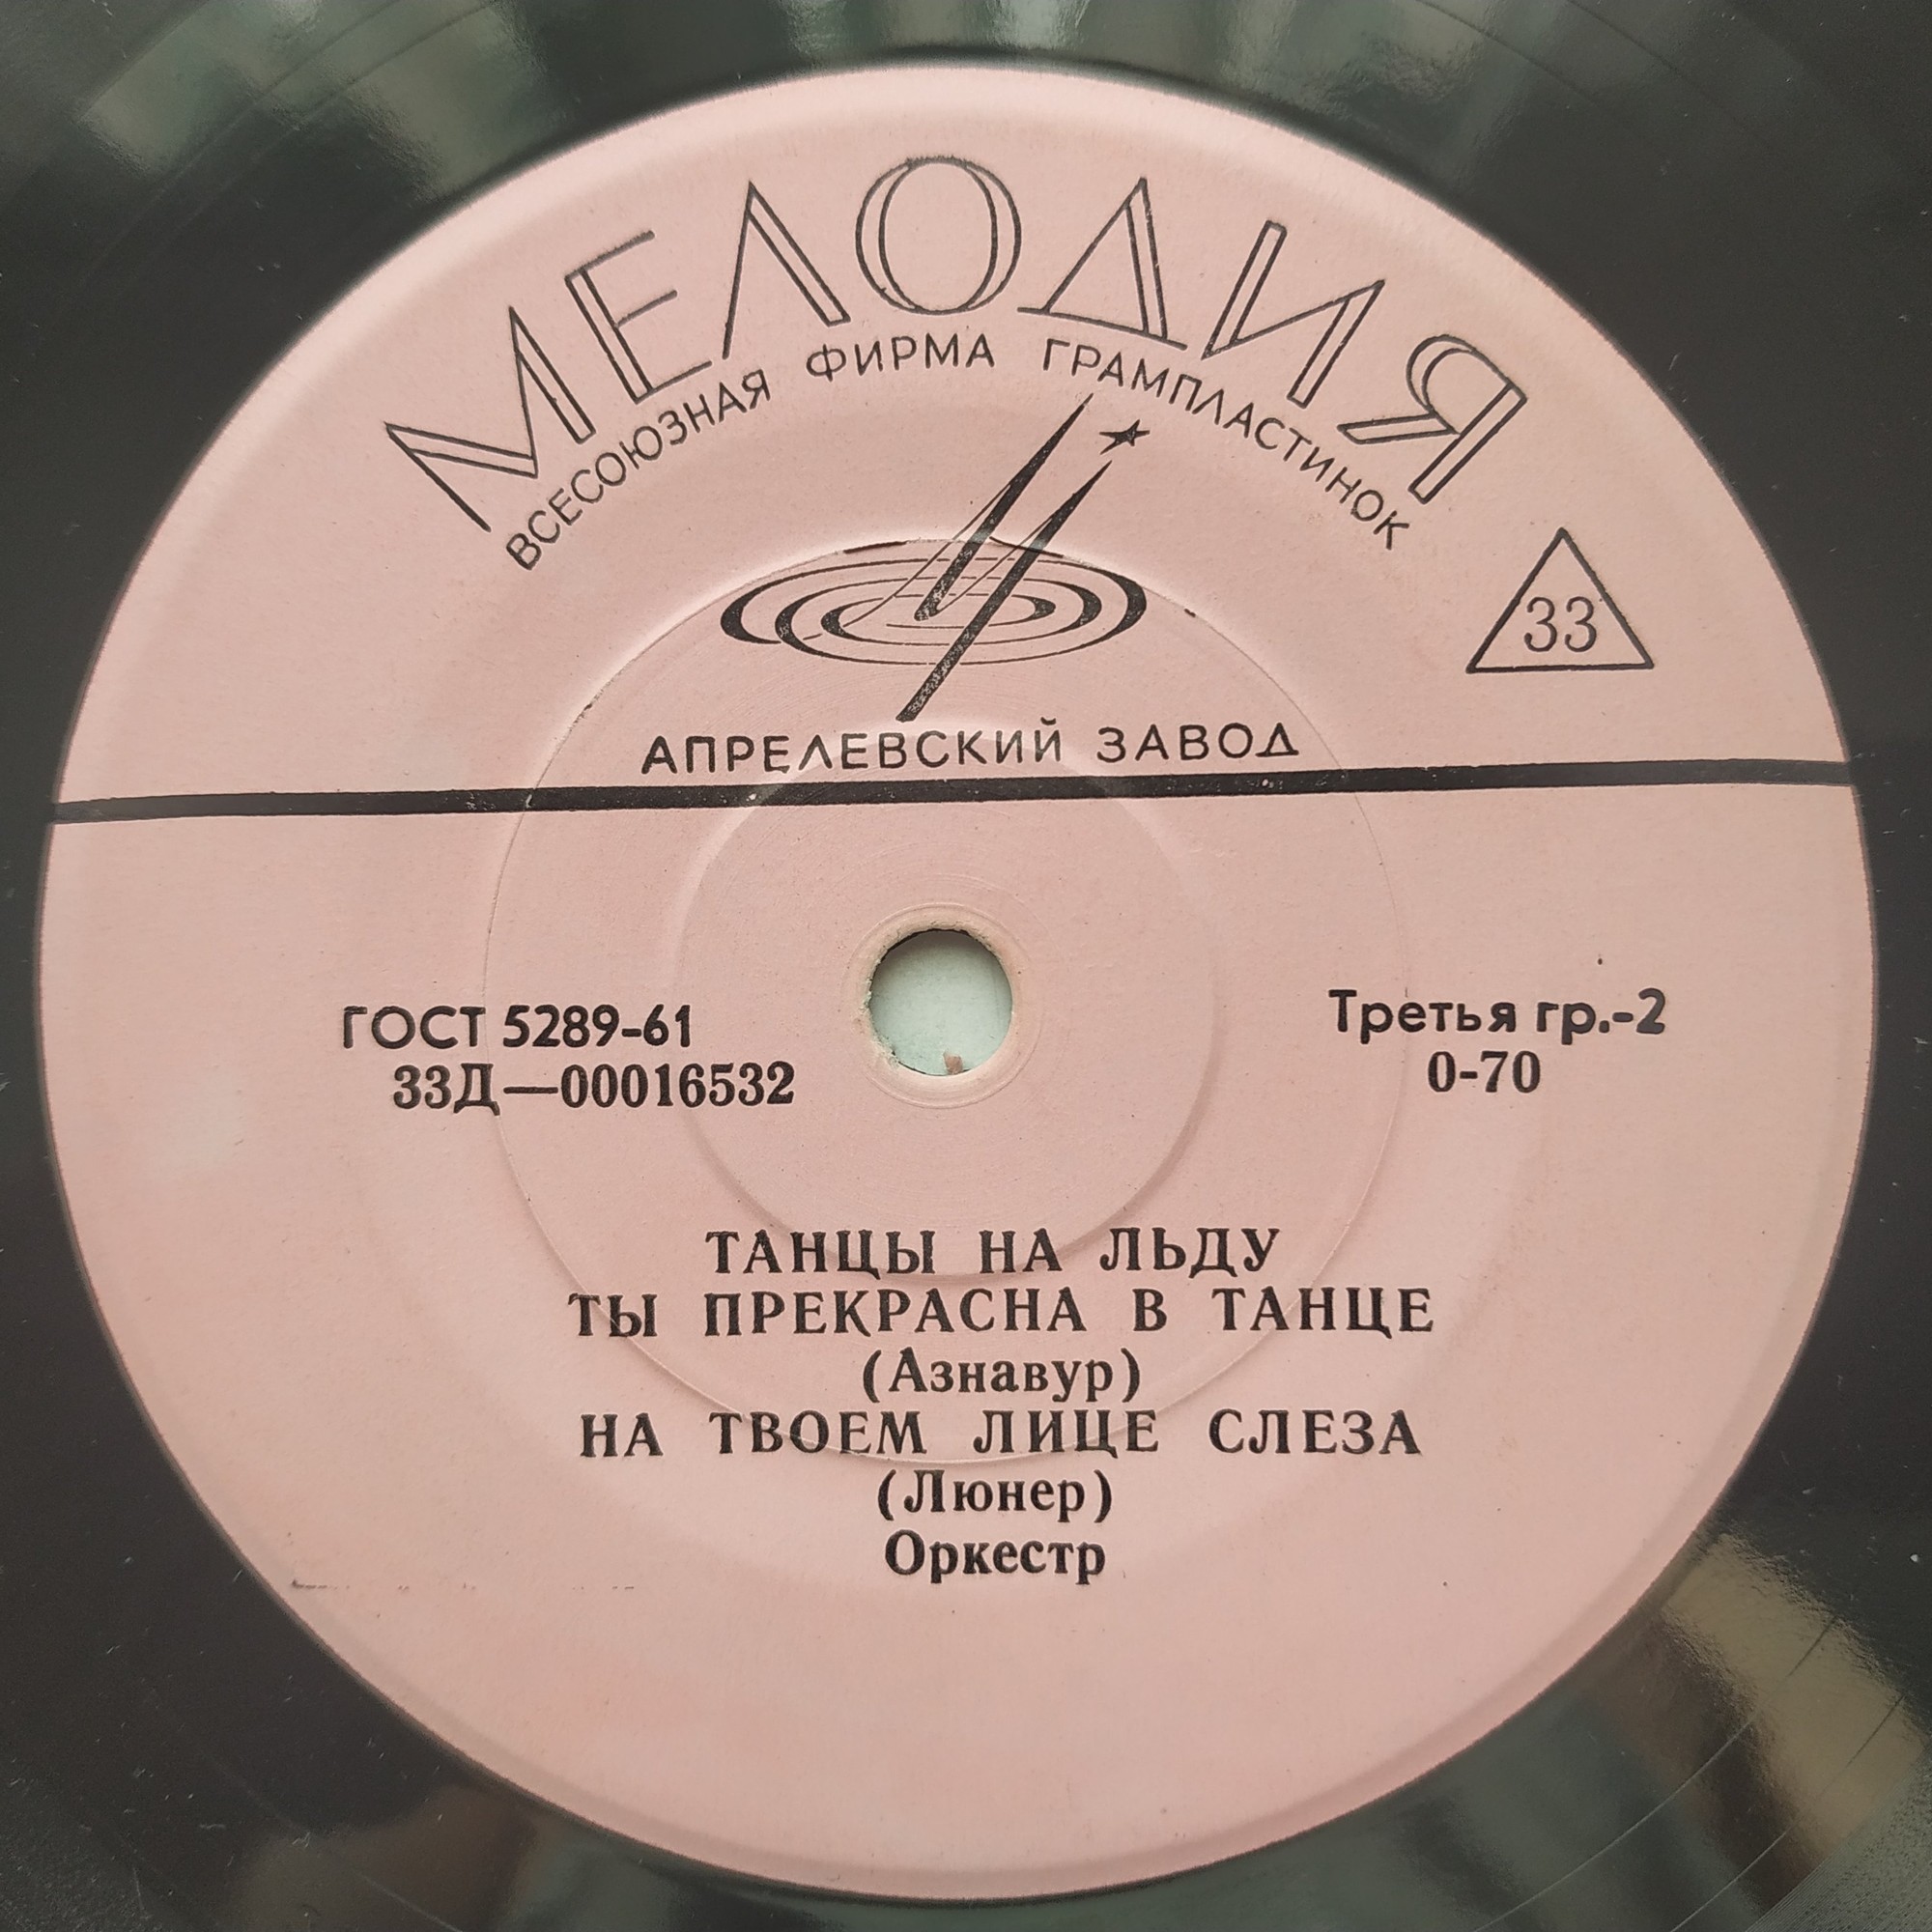 МЕЛОДИЯ
ВСЕСОЮЗНАЯ ФИРМА ГРАМПЛАСТИНОК
33
АПРЕЛЕВСКИЙ ЗАВОД
ГОСТ 5289-61
33Д—00016532
Третья гр.-2
0-70
ТАНЦЫ НА ЛЬДУ
ТЫ ПРЕКРАСНА В ТАНЦЕ
(Азнавур)
НА ТВОЕМ ЛИЦЕ СЛЕЗА
(Люнер)
Оркестр